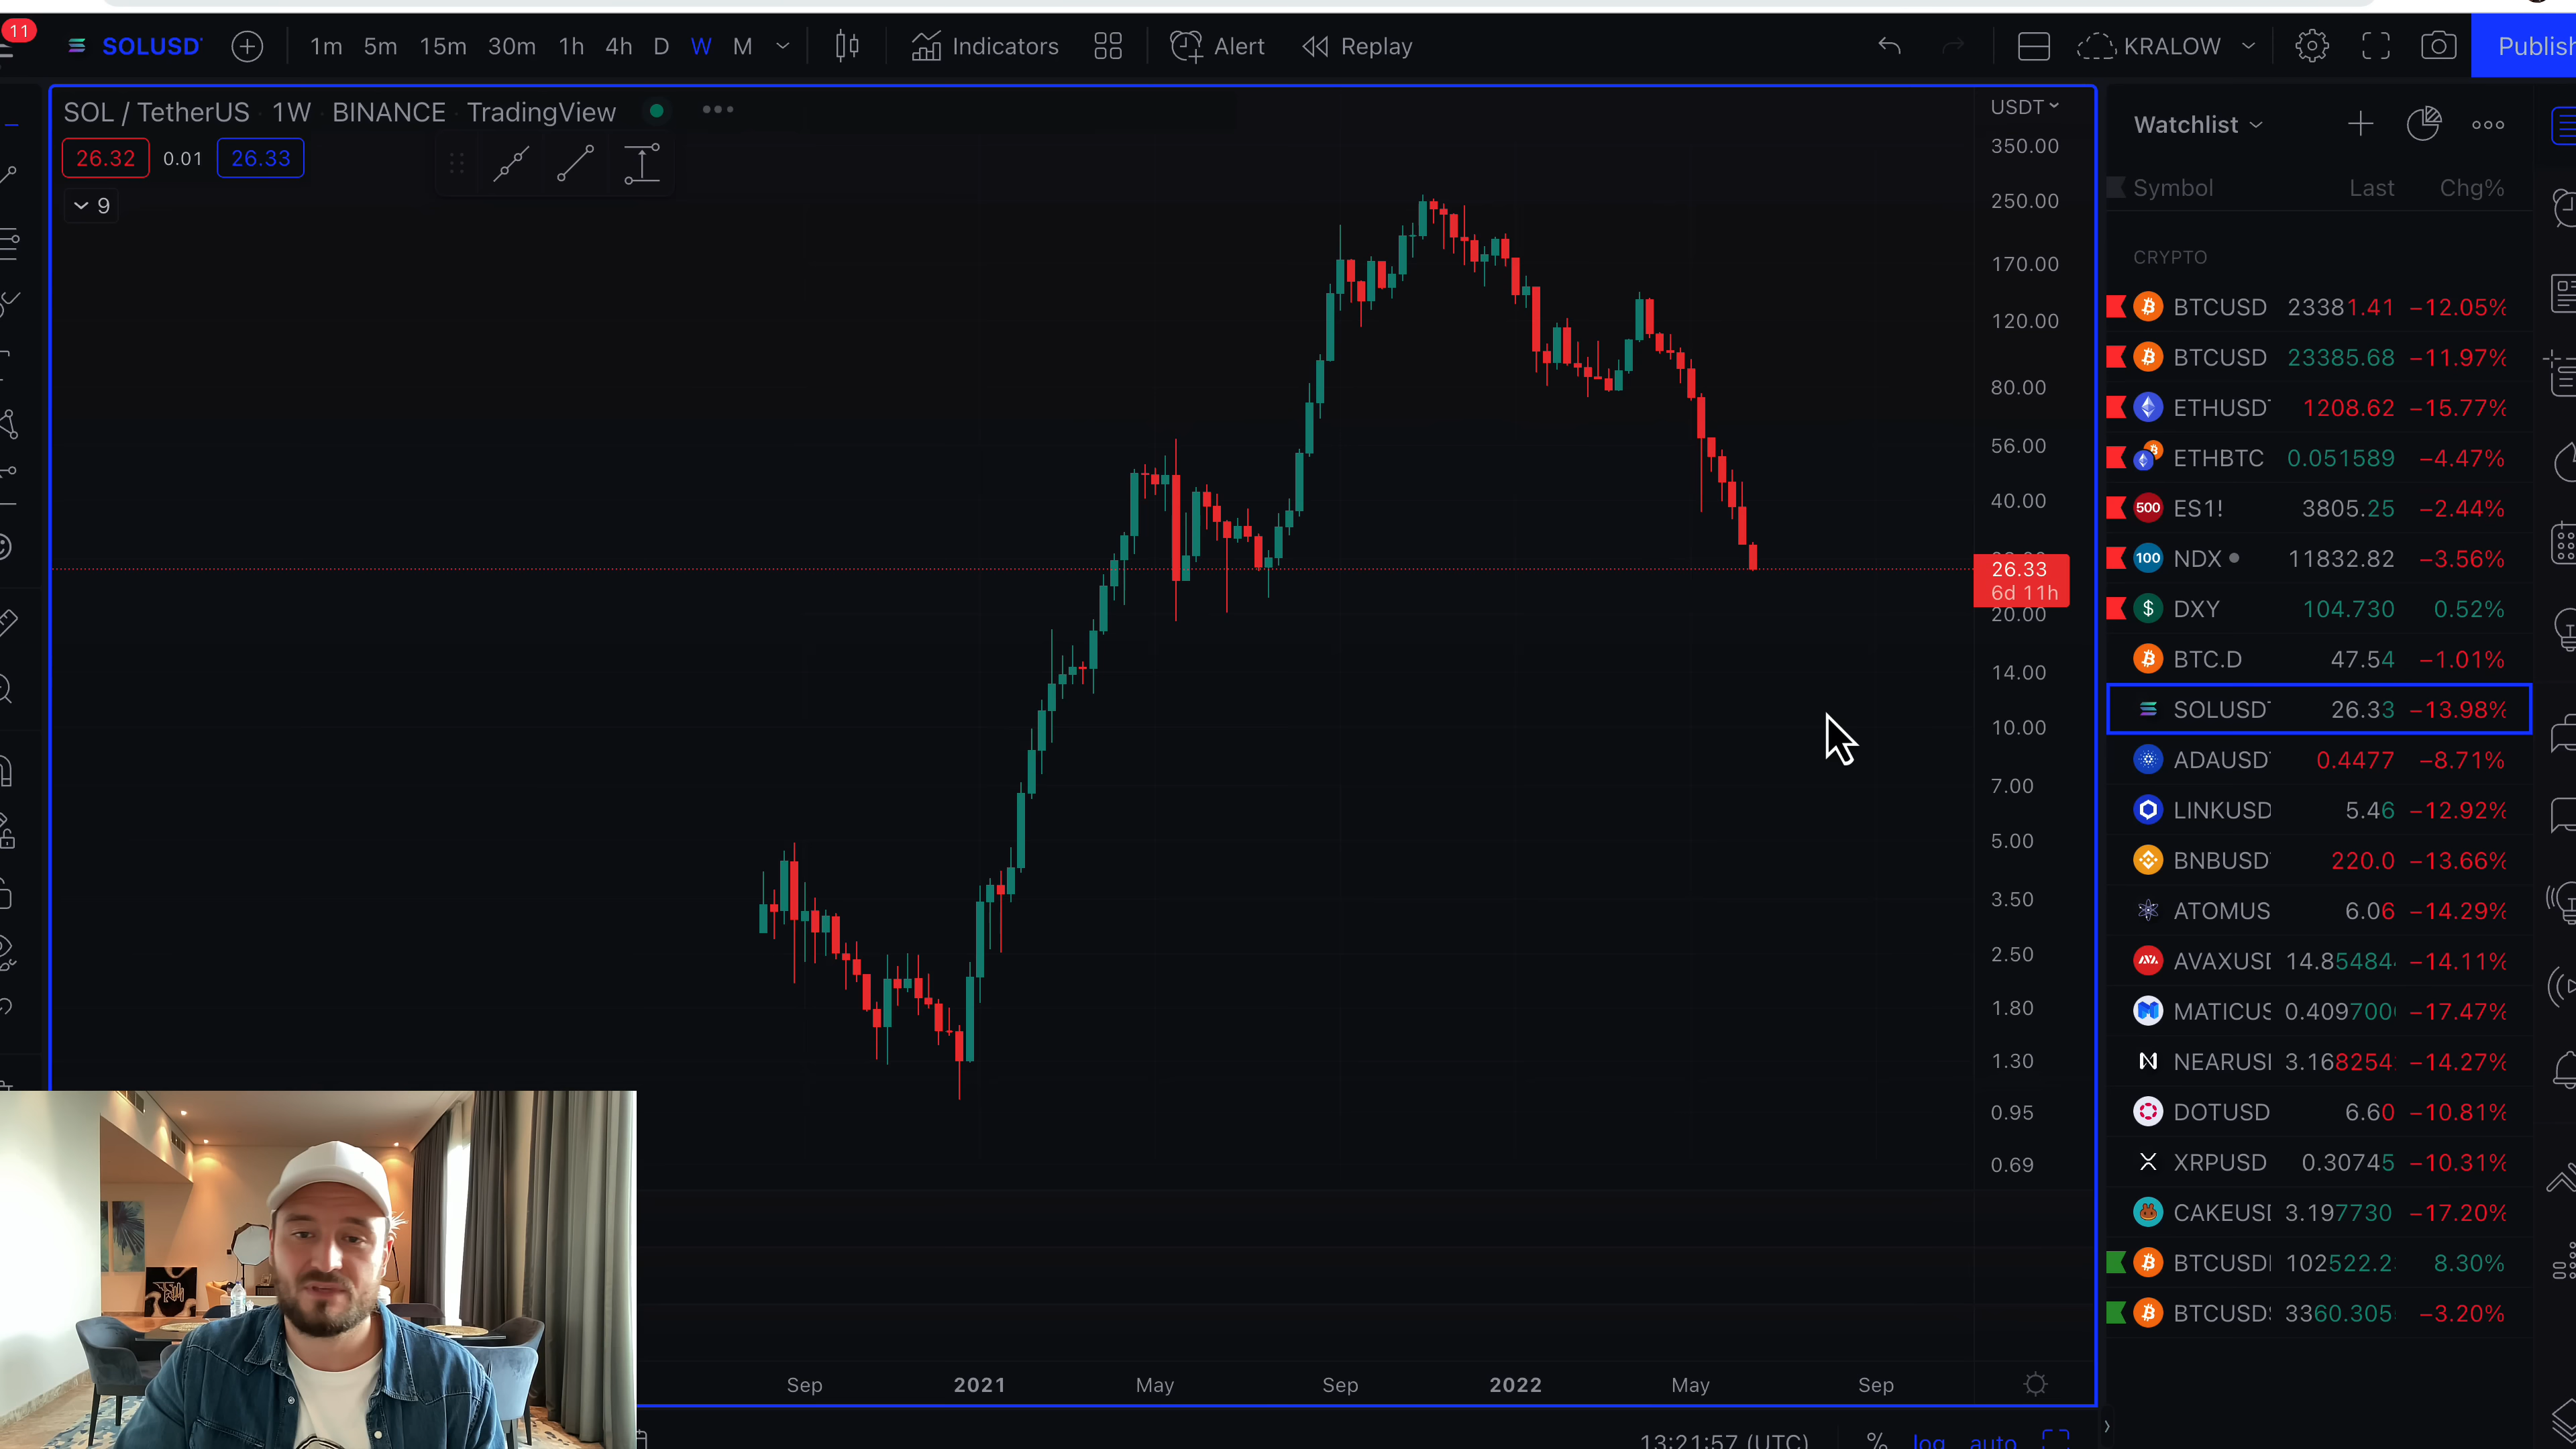 11
SOLUSD 1m 5m 15m 30m 1h 4h D W M Indicators Alert Replay KRALOW Publish
SOL / TetherUS · 1W · BINANCE · TradingView
26.32 0.01 26.33
9
USDT
350.00
250.00
170.00
120.00
80.00
56.00
40.00
26.33
6d 11h
20.00
14.00
10.00
7.00
5.00
3.50
2.50
1.80
1.30
0.95
0.69
Sep 2021 May Sep 2022 May Sep
13:21:57 (UTC) % log auto
Watchlist
Symbol Last Chg%
CRYPTO
BTCUSD 23381.41 −12.05%
BTCUSD 23385.68 −11.97%
ETHUSD 1208.62 −15.77%
ETHBTC 0.051589 −4.47%
500 ES1! 3805.25 −2.44%
100 NDX 11832.82 −3.56%
$ DXY 104.730 0.52%
BTC.D 47.54 −1.01%
SOLUSD 26.33 −13.98%
ADAUSD 0.4477 −8.71%
LINKUSD 5.46 −12.92%
BNBUSD 220.0 −13.66%
ATOMUS 6.06 −14.29%
AVAXUSD 14.85484 −14.11%
MATICUS 0.409700 −17.47%
NEARUSD 3.168254 −14.27%
DOTUSD 6.60 −10.81%
XRPUSD 0.30745 −10.31%
CAKEUSD 3.197730 −17.20%
BTCUSD 102522.2 8.30%
BTCUSD 3360.305 −3.20%